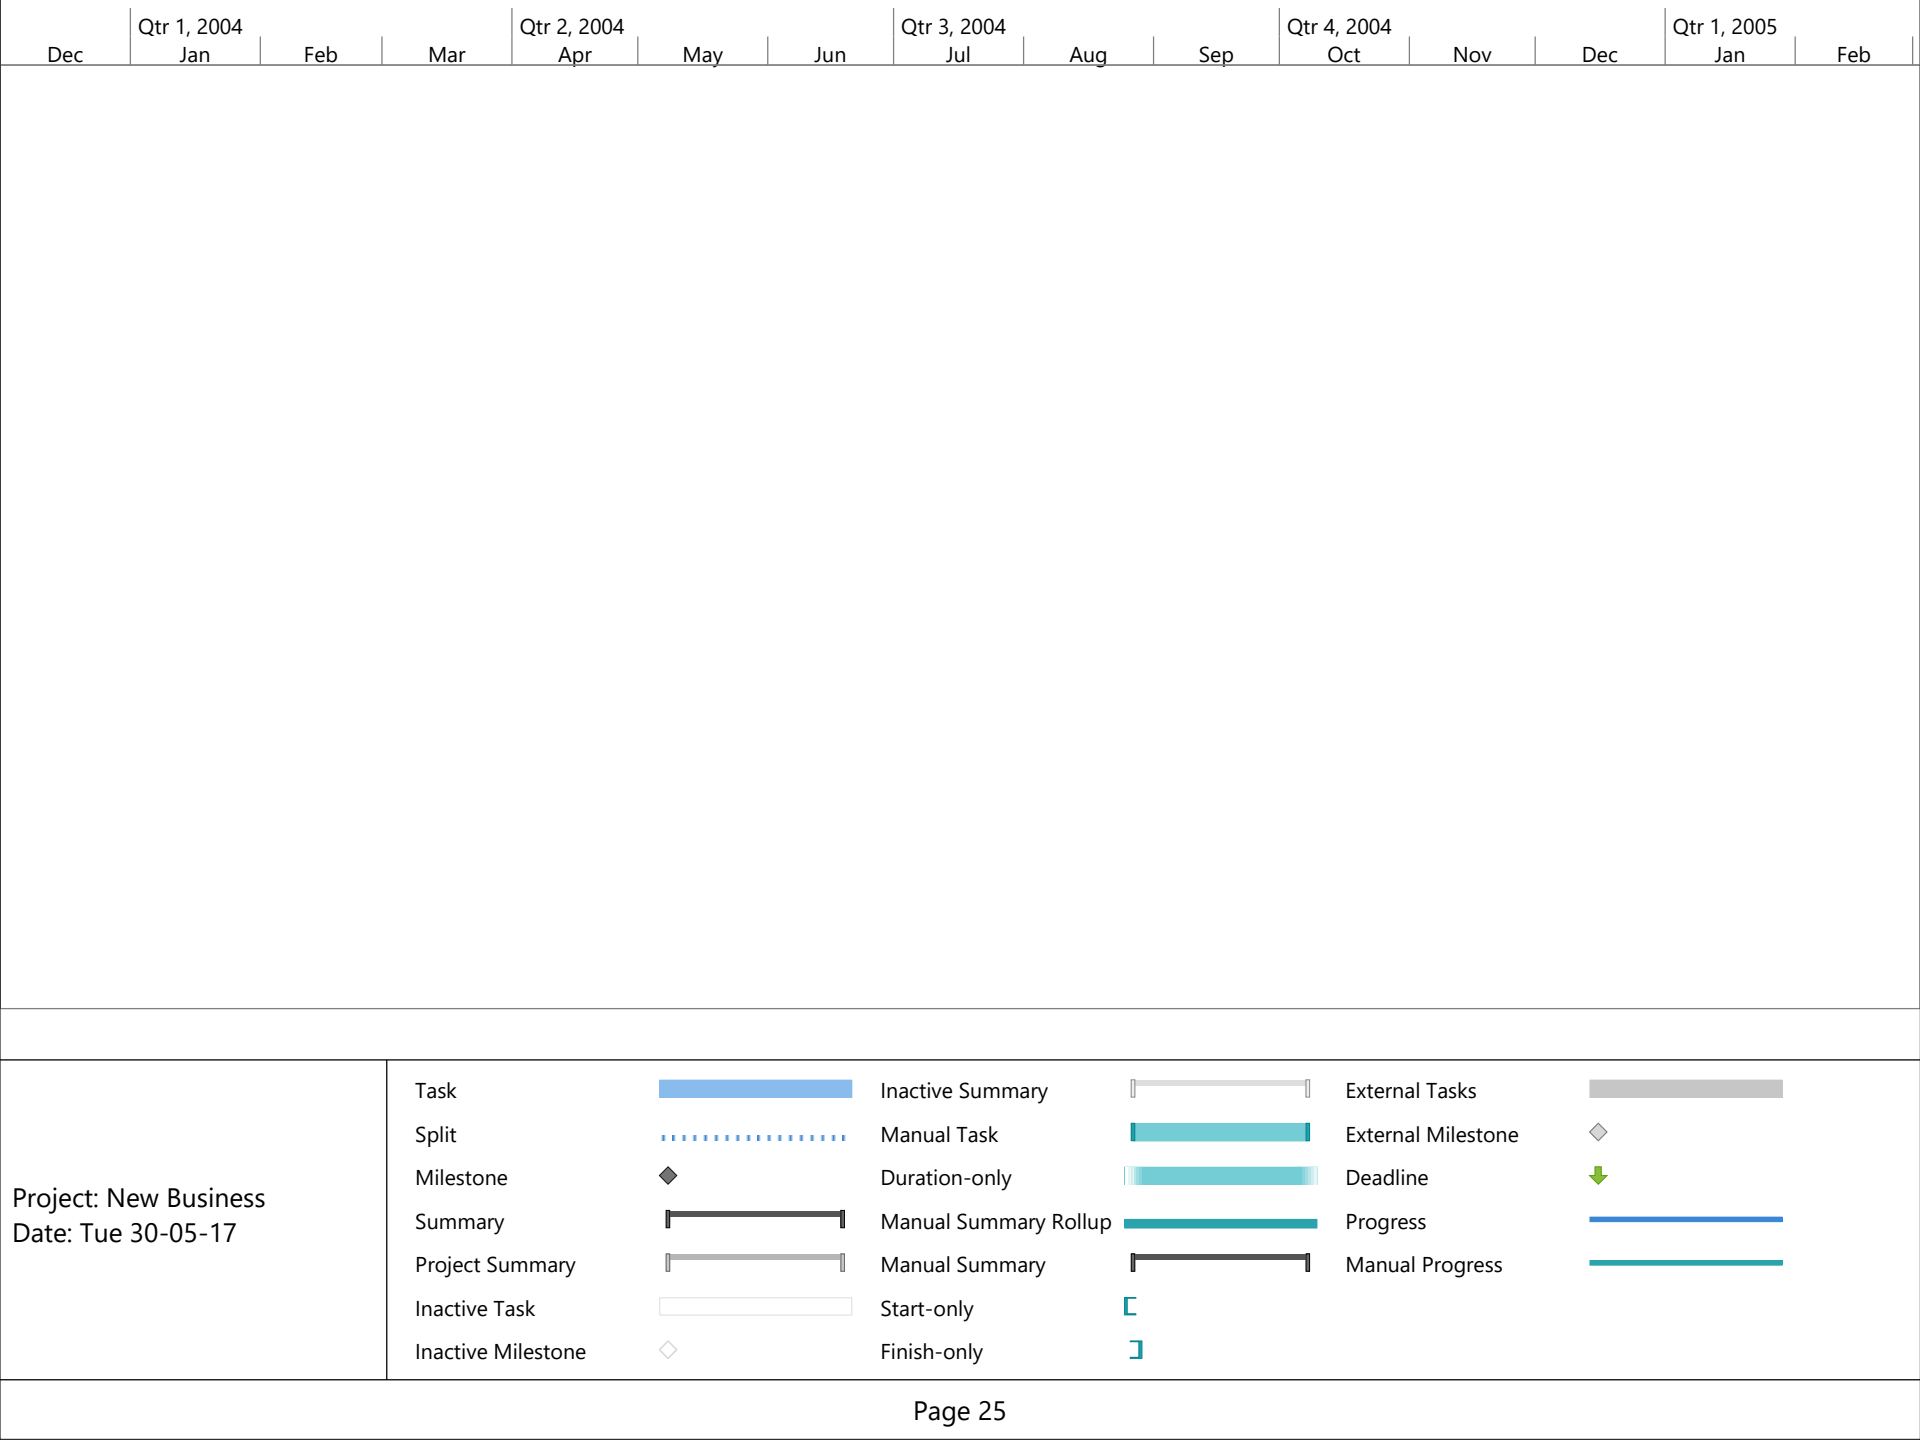 Qtr 1, 2004 Qtr 2, 2004 Qtr 3, 2004 Qtr 4, 2004 Qtr 1, 2005
Dec Jan Feb Mar Apr May Jun Jul Aug Sep Oct Nov Dec Jan Feb
Project: New Business
Date: Tue 30-05-17
Task
Split
Milestone
Summary
Project Summary
Inactive Task
Inactive Milestone
Inactive Summary
Manual Task
Duration-only
Manual Summary Rollup
Manual Summary
Start-only
Finish-only
External Tasks
External Milestone
Deadline
Progress
Manual Progress
Page 25